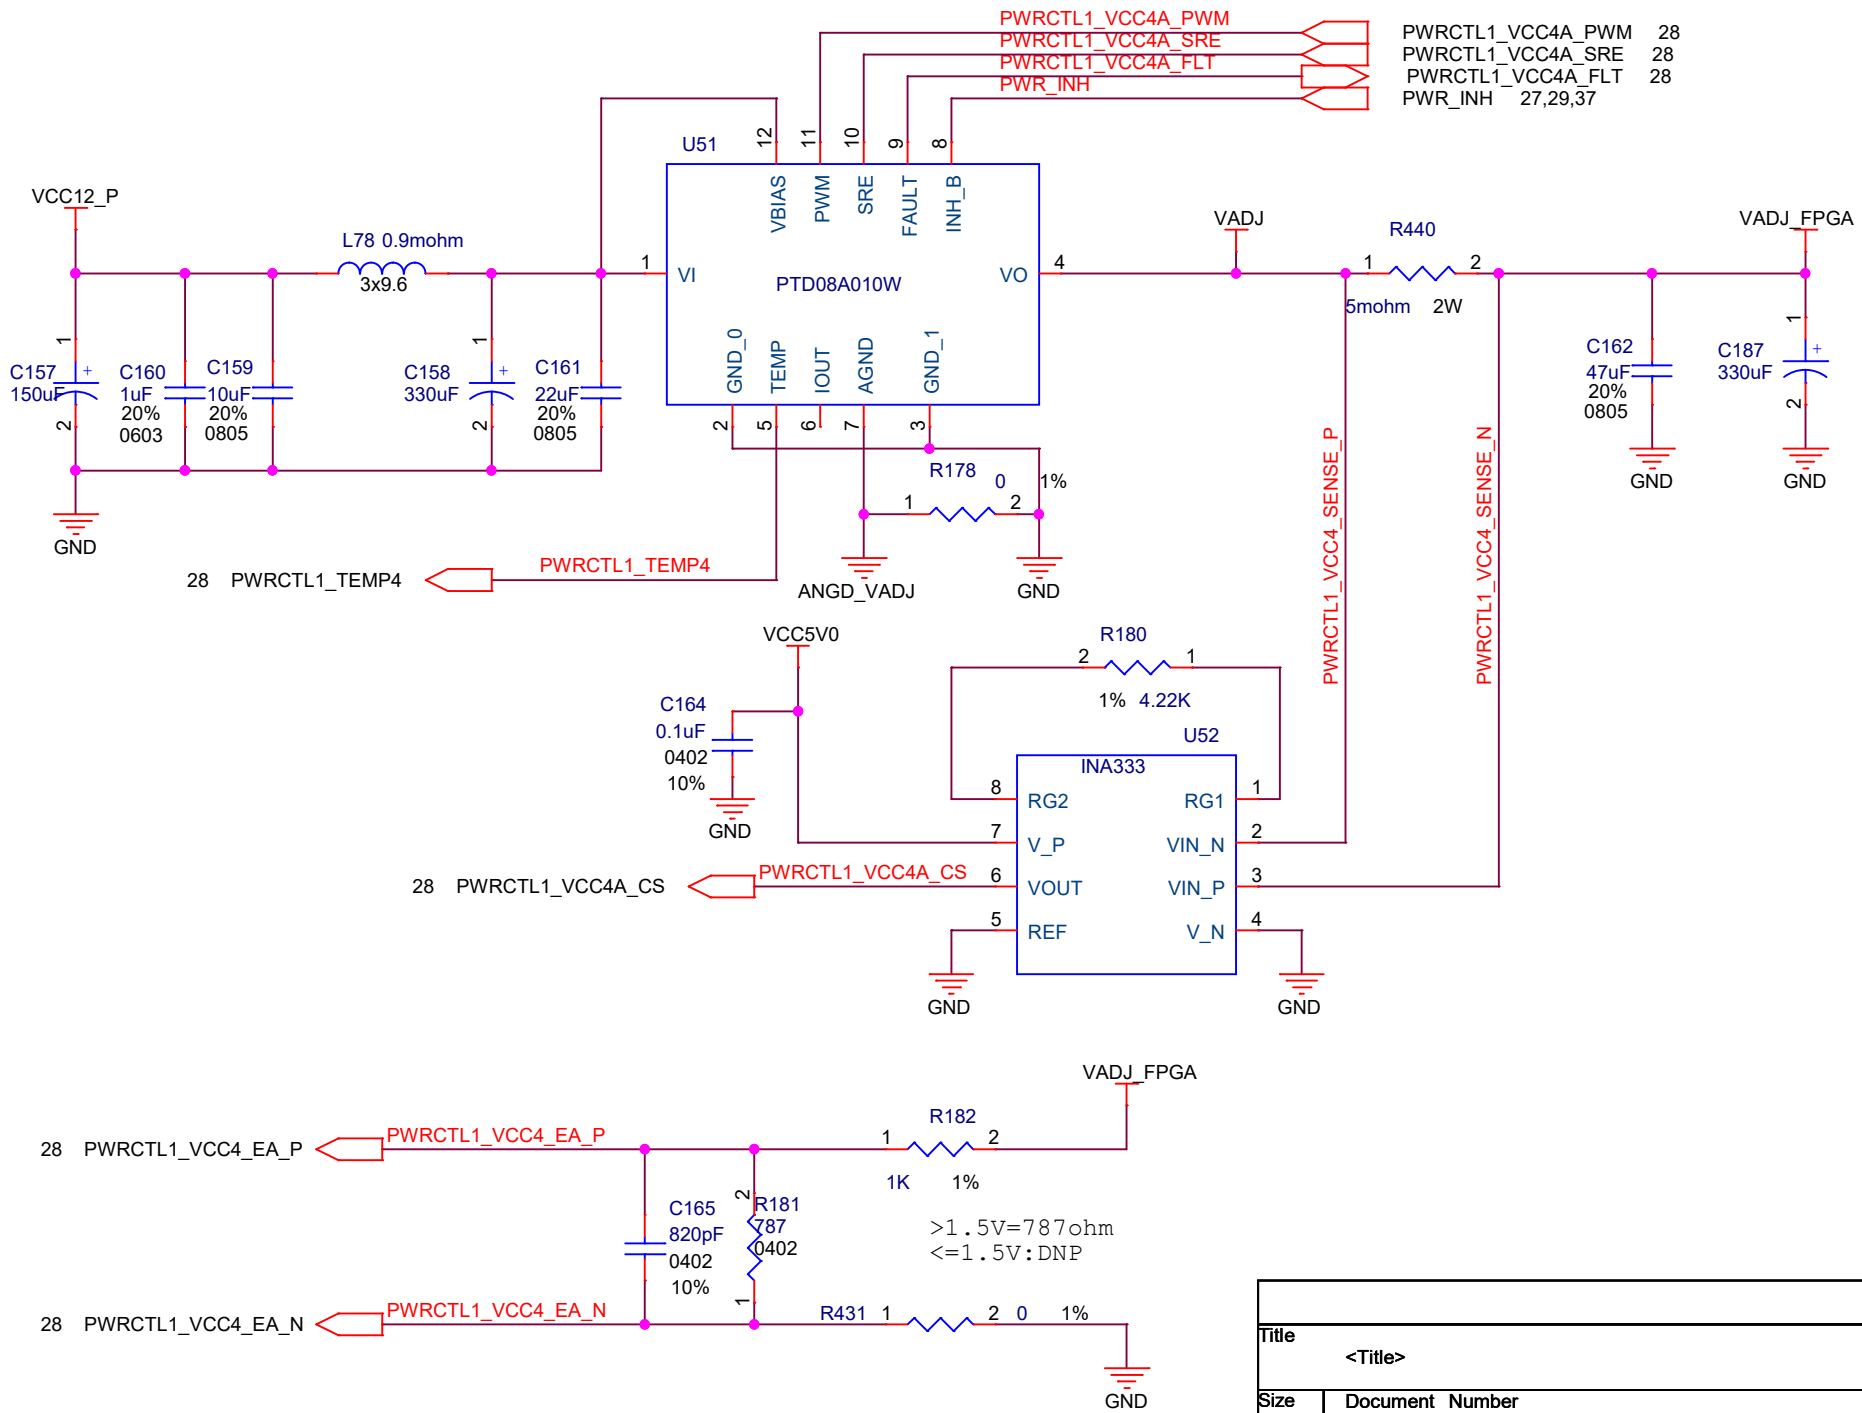 PWRCTL1_VCC4A_PWM
PWRCTL1_VCC4A_PWM 28
PWRCTL1_VCC4A_SRE
PWRCTL1_VCC4A_SRE 28
PWRCTL1_VCC4A_FLT
PWRCTL1_VCC4A_FLT 28
PWR_INH
PWR_INH 27,29,37
U51
12
11
10
9
8
VBIAS
PWM
SRE
FAULT
INH_B
VCC12_P
L78 0.9mohm
3x9.6
1
VI
PTD08A010W
VO
4
VADJ
R440
1
2
5mohm 2W
VADJ_FPGA
GND_0
TEMP
IOUT
AGND
GND_1
2
5
6
7
3
1
C157
150uF
+
2
C160
1uF
20%
0603
C159
10uF
20%
0805
1
C158
330uF
+
2
C161
22uF
20%
0805
C162
47uF
20%
0805
1
C187
330uF
+
2
GND
GND
GND
R178
0
1%
1
2
ANGD_VADJ
GND
28 PWRCTL1_TEMP4
PWRCTL1_TEMP4
PWRCTL1_VCC4_SENSE_P
PWRCTL1_VCC4_SENSE_N
VCC5V0
C164
0.1uF
0402
10%
GND
R180
2
1
1% 4.22K
U52
INA333
8
RG2
RG1
1
7
V_P
VIN_N
2
28 PWRCTL1_VCC4A_CS
PWRCTL1_VCC4A_CS
6
VOUT
VIN_P
3
5
REF
V_N
4
GND
GND
VADJ_FPGA
28 PWRCTL1_VCC4_EA_P
PWRCTL1_VCC4_EA_P
R182
1
2
1K 1%
C165
820pF
0402
10%
2
R181
787
0402
1
>1.5V=787ohm
<=1.5V:DNP
28 PWRCTL1_VCC4_EA_N
PWRCTL1_VCC4_EA_N
R431 1
2 0 1%
GND
Title
<Title>
Size
Document Number